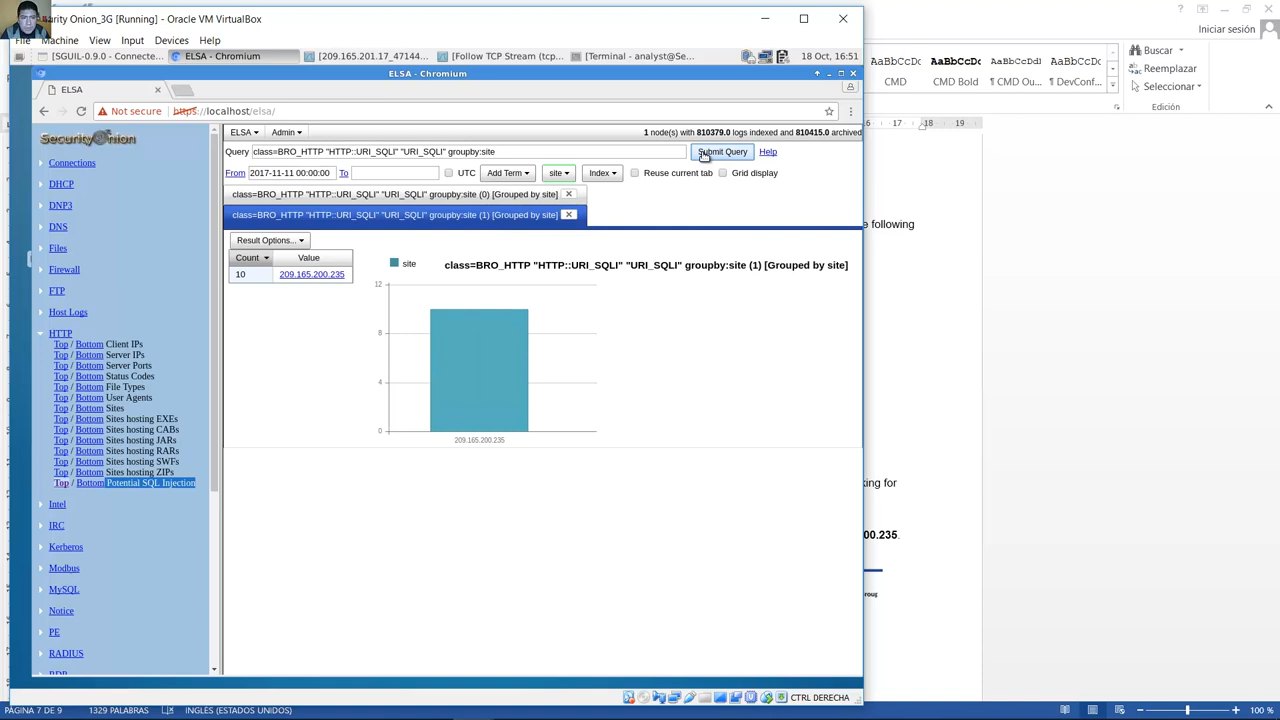 arity Onion_3G [Running] - Oracle VM VirtualBox
File Machine View Input Devices Help
[SGUIL-0.9.0 - Connecte... ELSA - Chromium [209.165.201.17_47144... [Follow TCP Stream (tcp... [Terminal - analyst@Se... 18 Oct, 16:51
ELSA - Chromium
ELSA
Not secure https://localhost/elsa/
SecurityOnion
Connections
DHCP
DNP3
DNS
Files
Firewall
FTP
Host Logs
HTTP
Top / Bottom Client IPs
Top / Bottom Server IPs
Top / Bottom Server Ports
Top / Bottom Status Codes
Top / Bottom File Types
Top / Bottom User Agents
Top / Bottom Sites
Top / Bottom Sites hosting EXEs
Top / Bottom Sites hosting CABs
Top / Bottom Sites hosting JARs
Top / Bottom Sites hosting RARs
Top / Bottom Sites hosting SWFs
Top / Bottom Sites hosting ZIPs
Top / Bottom Potential SQL Injection
Intel
IRC
Kerberos
Modbus
MySQL
Notice
PE
RADIUS
ELSA Admin 1 node(s) with 810379.0 logs indexed and 810415.0 archived
Query class=BRO_HTTP "HTTP::URI_SQLI" "URI_SQLI" groupby:site Submit Query Help
From 2017-11-11 00:00:00 To UTC Add Term site Index Reuse current tab Grid display
class=BRO_HTTP "HTTP::URI_SQLI" "URI_SQLI" groupby:site (0) [Grouped by site]
class=BRO_HTTP "HTTP::URI_SQLI" "URI_SQLI" groupby:site (1) [Grouped by site]
Result Options...
Count Value
10 209.165.200.235
site class=BRO_HTTP "HTTP::URI_SQLI" "URI_SQLI" groupby:site (1) [Grouped by site]
12
8
4
0
209.165.200.235
CTRL DERECHA
Iniciar sesión
AaBbCcDc AaBbCcDc AaBbCcDc AaBbCcDc
CMD CMD Bold ¶ CMD Ou... ¶ DevConf...
Buscar
Reemplazar
Seleccionar
Edición
17 18 19
e following
king for
00.235.
PÁGINA 7 DE 9 1329 PALABRAS INGLÉS (ESTADOS UNIDOS) 100 %